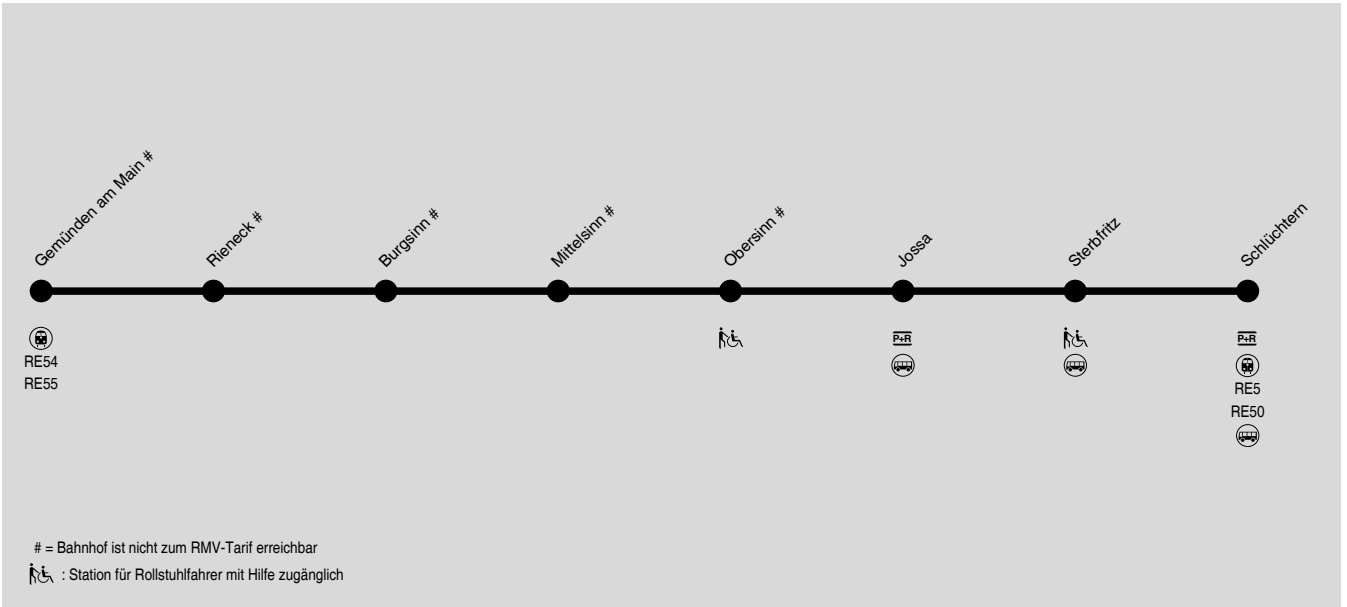 Gemünden am Main #
Rieneck #
Burgsinn #
Mittelsinn #
Obersinn #
Jossa
Sterbfritz
Schlüchtern
RE54
RE55
P+R
P+R
RE5
RE50
# = Bahnhof ist nicht zum RMV-Tarif erreichbar
: Station für Rollstuhlfahrer mit Hilfe zugänglich